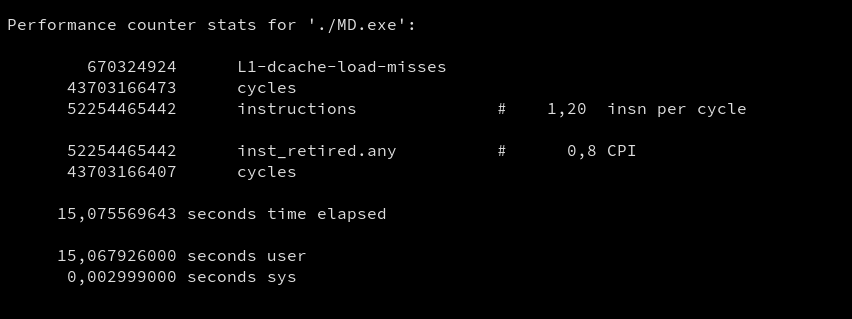 Performance counter stats for './MD.exe':
670324924 L1-dcache-load-misses
43703166473 cycles
52254465442 instructions # 1,20 insn per cycle
52254465442 inst_retired.any # 0,8 CPI
43703166407 cycles
15,075569643 seconds time elapsed
15,067926000 seconds user
0,002999000 seconds sys